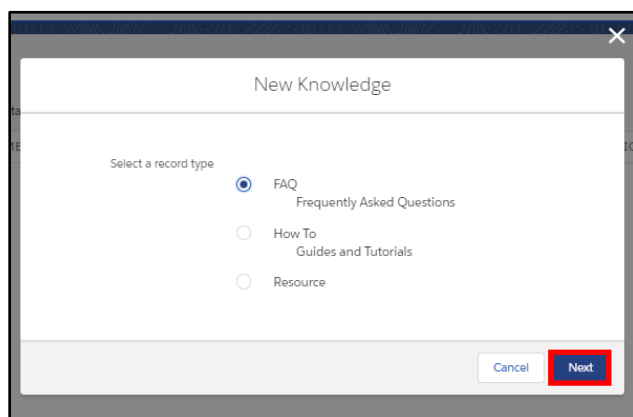 New Knowledge
Select a record type
FAQ
Frequently Asked Questions
How To
Guides and Tutorials
Resource
Cancel Next